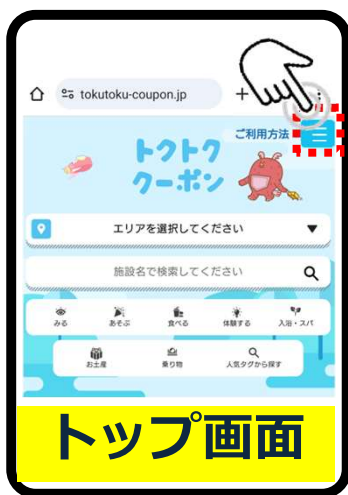 tokutoku-coupon.jp
ご利用方法
トクトク
クーポン
エリアを選択してください
施設名で検索してください
みる
あそぶ
食べる
体験する
入浴・スパ
お土産
乗り物
人気タグから探す
トップ画面